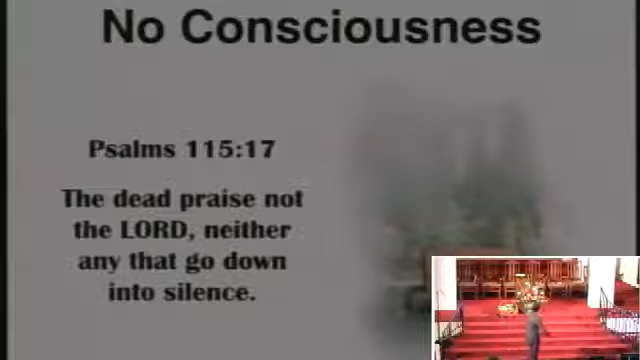 No Consciousness
Psalms 115:17
The dead praise not
the LORD, neither
any that go down
into silence.